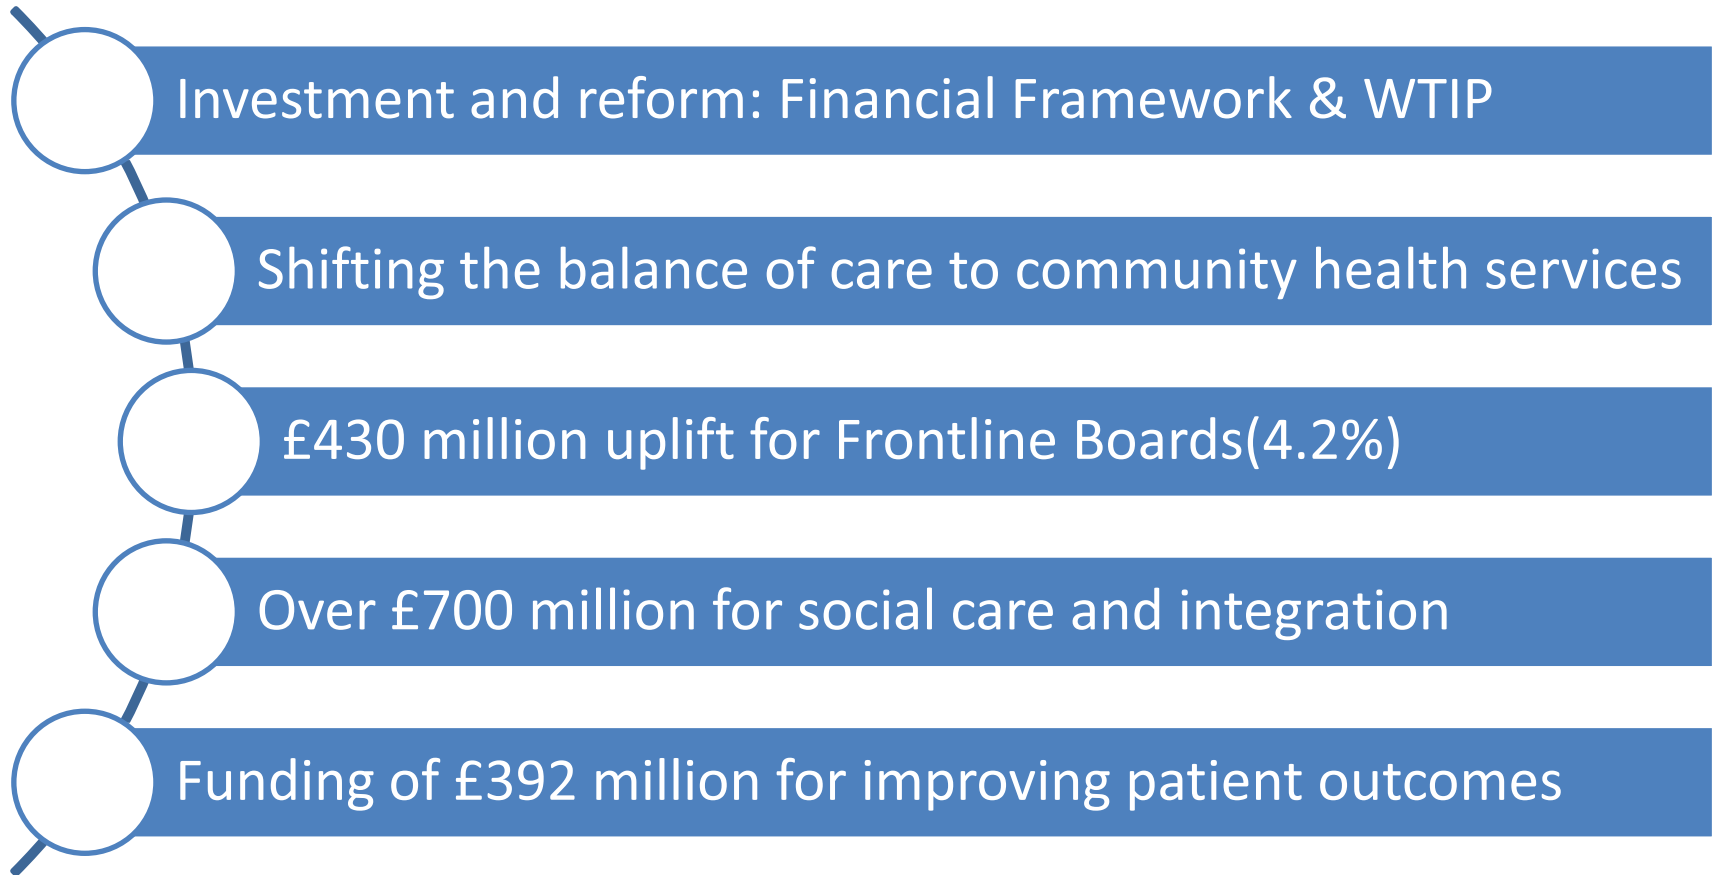 Investment and reform: Financial Framework & WTIP
Shifting the balance of care to community health services
£430 million uplift for Frontline Boards(4.2%)
Over £700 million for social care and integration
Funding of £392 million for improving patient outcomes